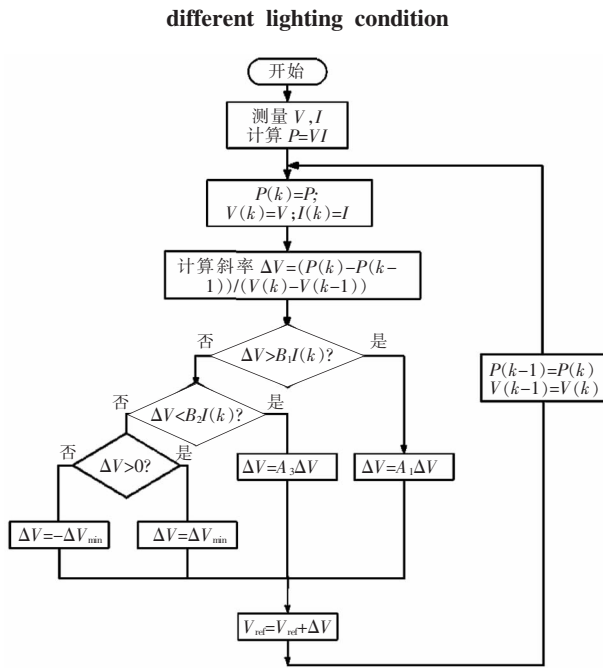 different lighting condition
开始
测量 V,I
计算 P=VI
P(k)=P;
V(k)=V;I(k)=I
计算斜率 ΔV=(P(k)-P(k-
1))/(V(k)-V(k-1))
否
ΔV>B₁I(k)?
是
否
ΔV<B₂I(k)?
是
否
ΔV>0?
是
ΔV=A₃ΔV
ΔV=A₁ΔV
P(k-1)=P(k)
V(k-1)=V(k)
ΔV=-ΔVmin
ΔV=ΔVmin
Vref=Vref+ΔV